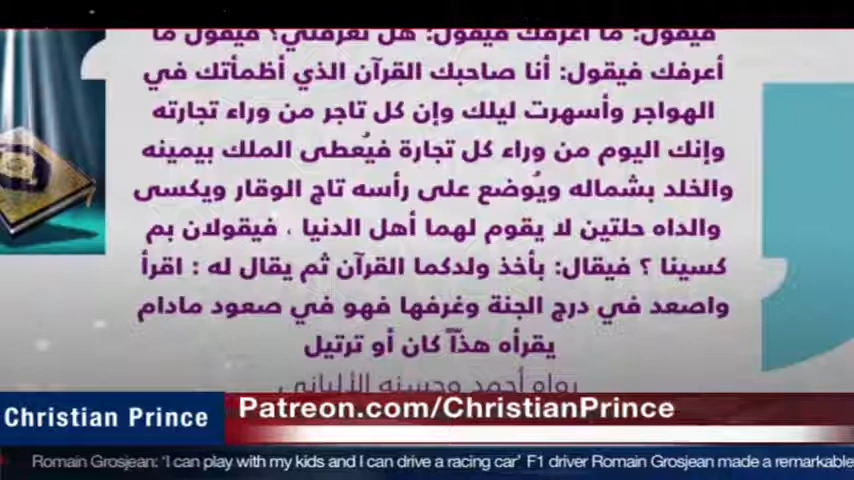 فيقول: ما أعرفك فيقول: هل تعرفني؟ فيقول ما
أعرفك فيقول: أنا صاحبك القرآن الذي أظمأتك في
الهواجر وأسهرت ليلك وإن كل تاجر من وراء تجارته
وإنك اليوم من وراء كل تجارة فيُعطى الملك بيمينه
والخلد بشماله ويُوضع على رأسه تاج الوقار ويكسى
والداه حلتين لا يقوم لهما أهل الدنيا ، فيقولان بم
كسينا ؟ فيقال: بأخذ ولدكما القرآن ثم يقال له : اقرأ
واصعد في درج الجنة وغرفها فهو في صعود مادام
يقرأه هذّاً كان أو ترتيل
رواه أحمد وحسنه الألباني
Christian Prince
Patreon.com/ChristianPrince
Romain Grosjean: 'I can play with my kids and I can drive a racing car' F1 driver Romain Grosjean made a remarkable